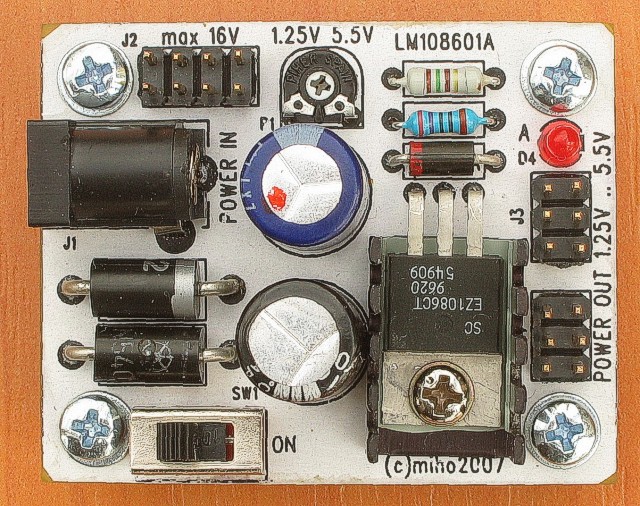 J2 max 16V 1.25V 5.5V LM108601A
P1
A
D4
POWER IN
J1
J3
POWER OUT 1.25V .. 5.5V
SC
EZ1086CT
9620
54909
SW1
ON
(c)miho2007